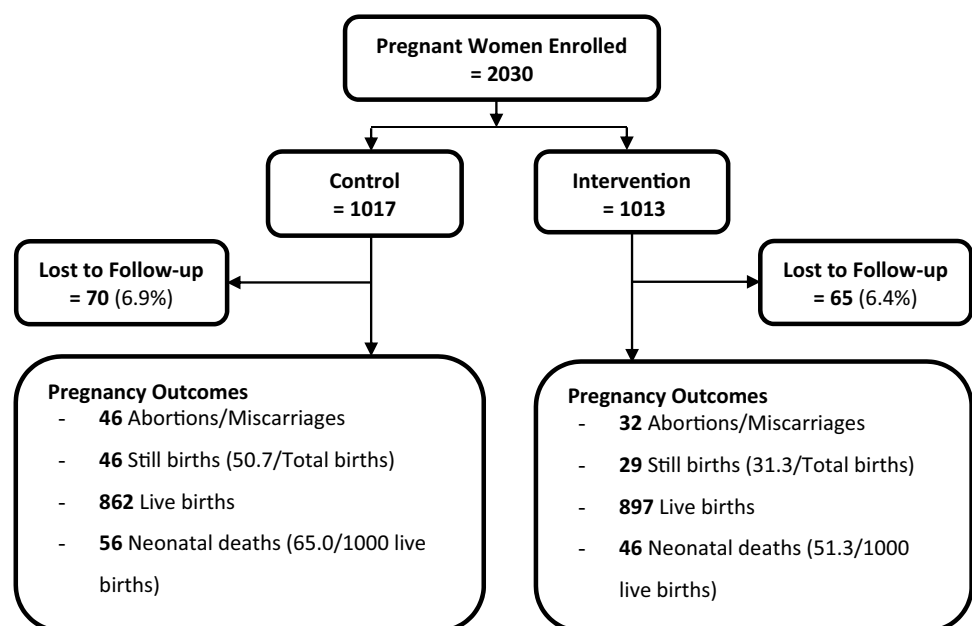 Pregnant Women Enrolled
= 2030
Control
= 1017
Intervention
= 1013
Lost to Follow-up
= 70 (6.9%)
Lost to Follow-up
= 65 (6.4%)
Pregnancy Outcomes
- 46 Abortions/Miscarriages
- 46 Still births (50.7/Total births)
- 862 Live births
- 56 Neonatal deaths (65.0/1000 live
births)
Pregnancy Outcomes
- 32 Abortions/Miscarriages
- 29 Still births (31.3/Total births)
- 897 Live births
- 46 Neonatal deaths (51.3/1000
live births)